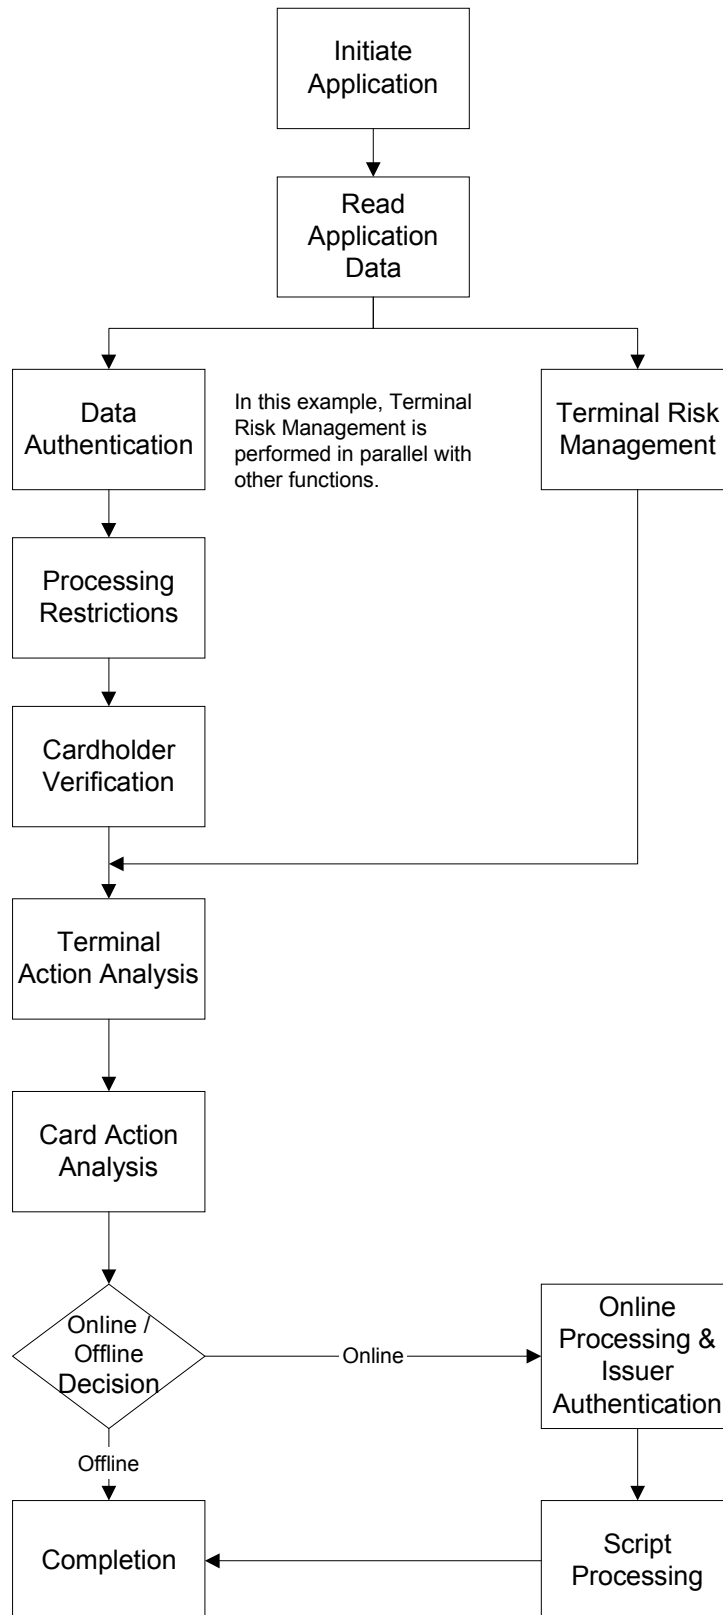 Initiate
Application
Read
Application
Data
Data
Authentication
In this example, Terminal
Risk Management is
performed in parallel with
other functions.
Terminal Risk
Management
Processing
Restrictions
Cardholder
Verification
Terminal
Action Analysis
Card Action
Analysis
Online /
Offline
Decision
Online
Online
Processing &
Issuer
Authentication
Offline
Completion
Script
Processing